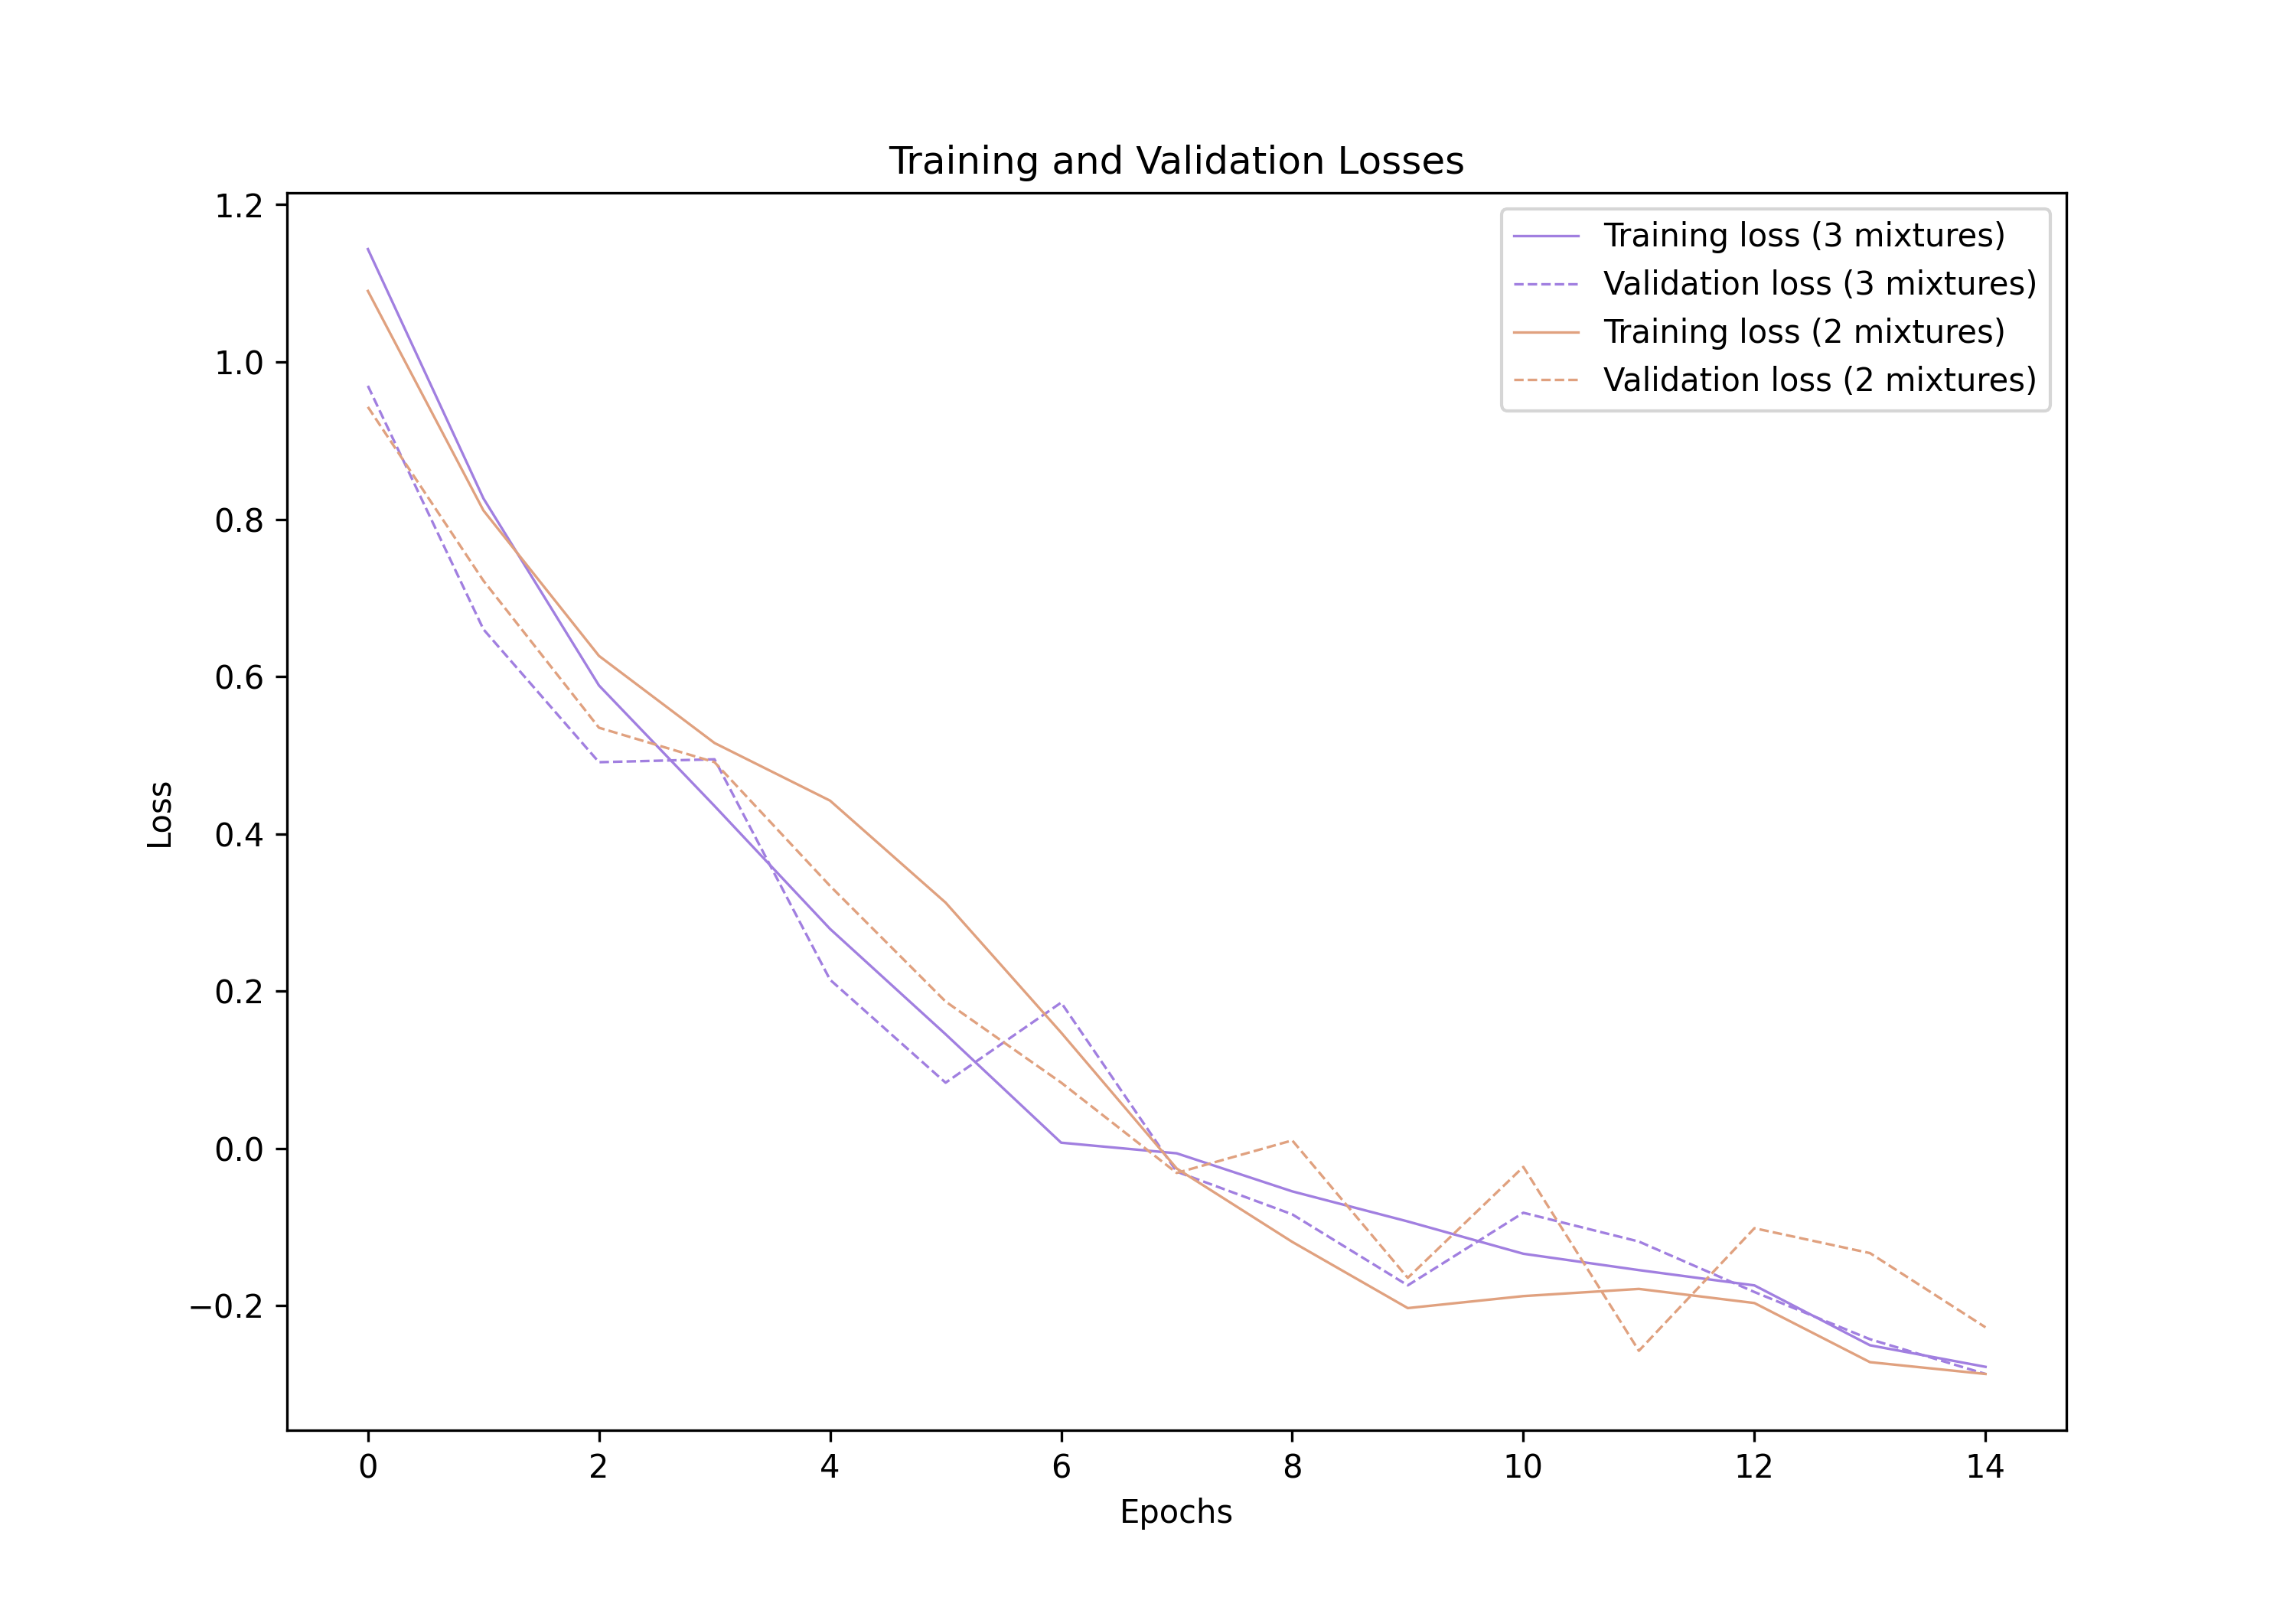 Training and Validation Losses
Training loss (3 mixtures)
Validation loss (3 mixtures)
Training loss (2 mixtures)
Validation loss (2 mixtures)
Loss
1.2
1.0
0.8
0.6
0.4
0.2
0.0
−0.2
0 2 4 6 8 10 12 14
Epochs